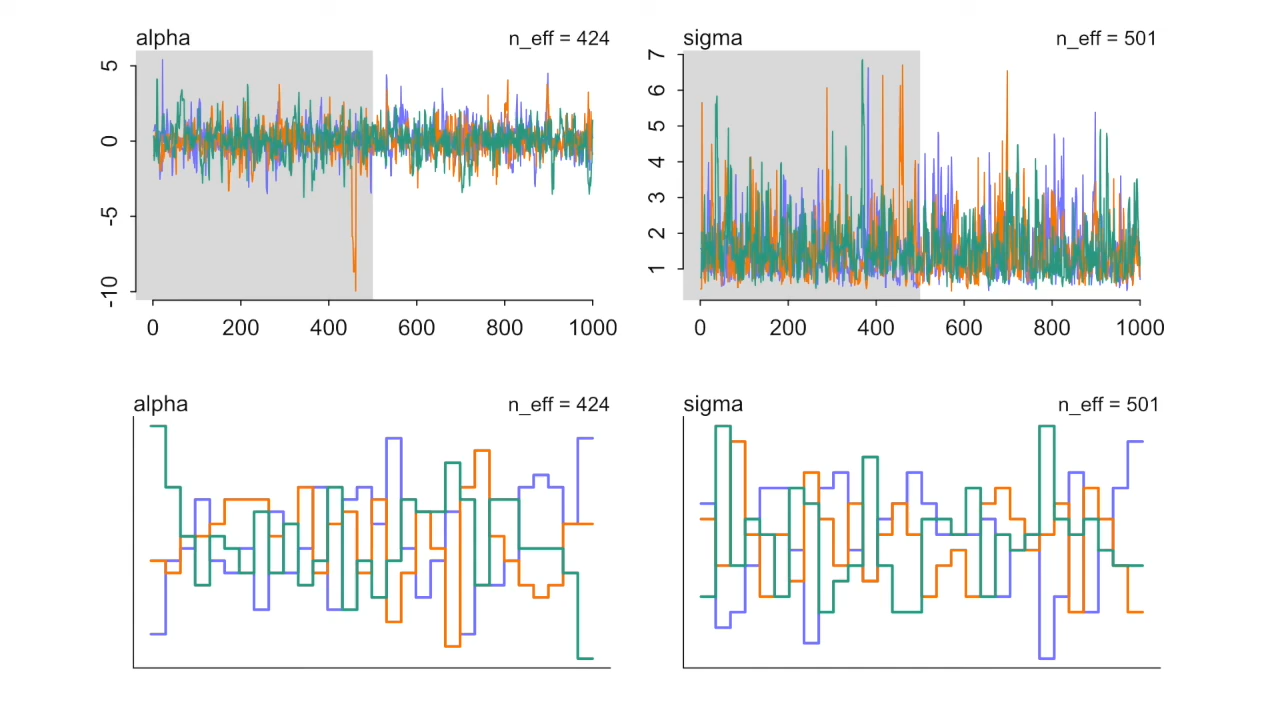 alpha n_eff = 424
5
0
-5
-10
0 200 400 600 800 1000
sigma n_eff = 501
7
6
5
4
3
2
1
0 200 400 600 800 1000
alpha n_eff = 424
sigma n_eff = 501